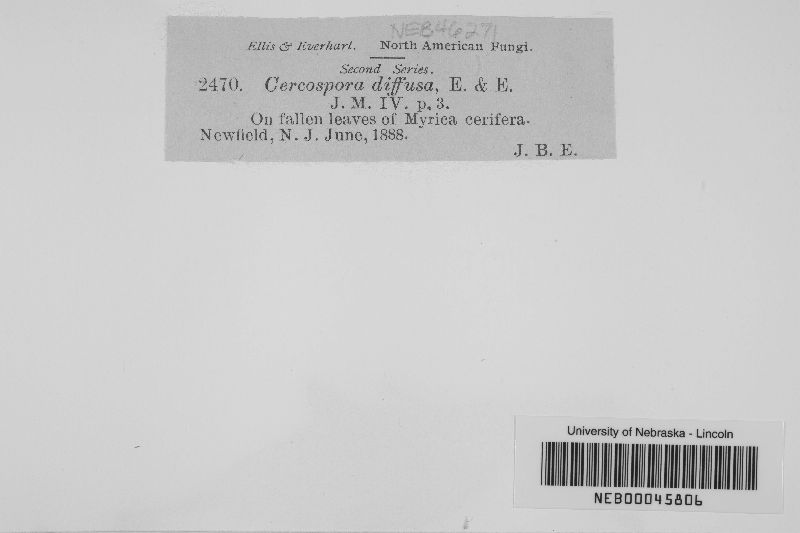 NEB46271
Ellis & Everhart. North American Fungi.
Second Series.
2470. Cercospora diffusa, E. & E.
J. M. IV. p. 3.
On fallen leaves of Myrica cerifera.
Newfield, N. J. June, 1888.
J. B. E.
University of Nebraska - Lincoln
NEB00045806